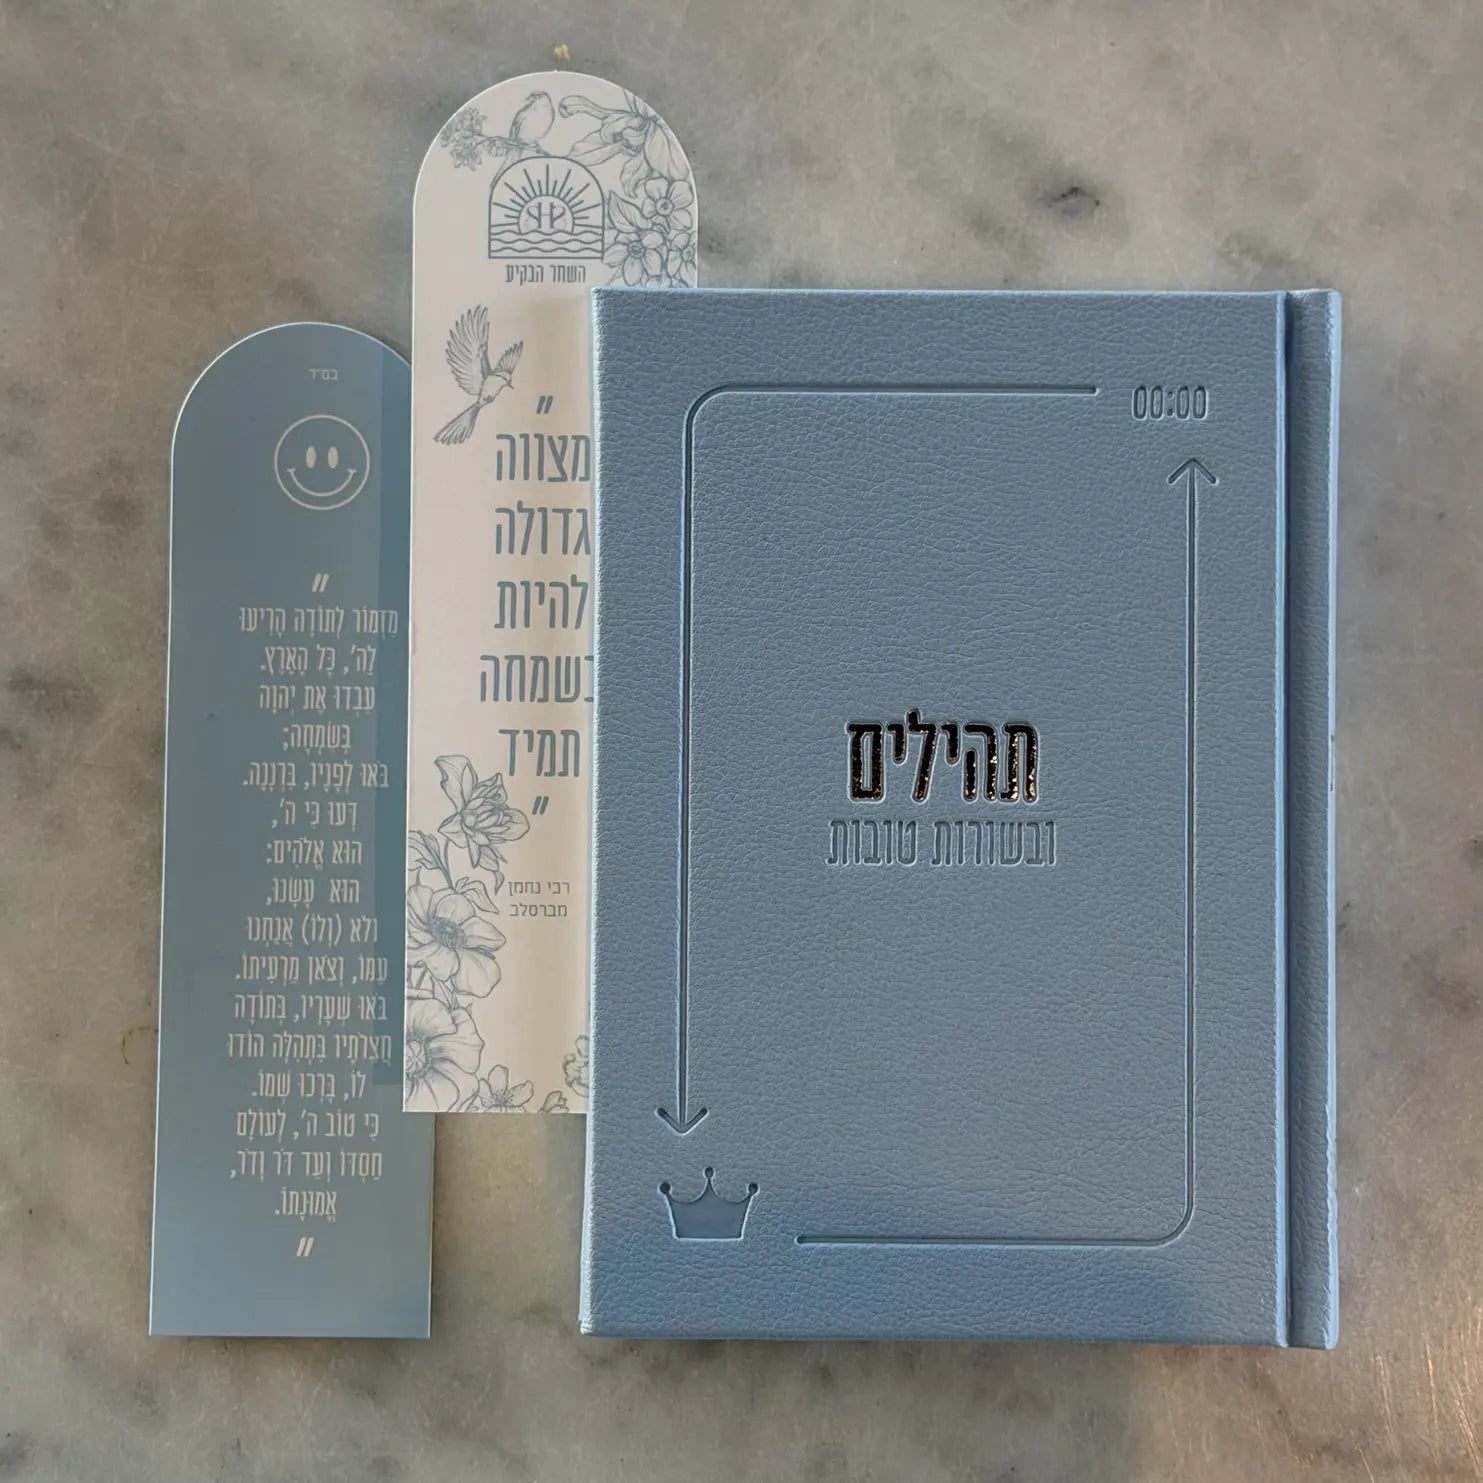 00:00
תהילים
ובשורות טובות
השחר הבקיע
"
מצווה
גדולה
להיות
בשמחה
תמיד
"
רבי נחמן
מברסלב
בס"ד
"
מִזְמוֹר לְתוֹדָה הָרִיעוּ
לַה', כָּל הָאָרֶץ.
עִבְדוּ אֶת יְהוָה
בְּשִׂמְחָה;
בֹּאוּ לְפָנָיו, בִּרְנָנָה.
דְּעוּ כִּי ה',
הוּא אֱלֹהִים:
הוּא עָשָׂנוּ,
ולא (וְלוֹ) אֲנַחְנוּ
עַמּוֹ, וְצֹאן מַרְעִיתוֹ.
בֹּאוּ שְׁעָרָיו, בְּתוֹדָה
חֲצֵרֹתָיו בִּתְהִלָּה הוֹדוּ
לוֹ, בָּרְכוּ שְׁמוֹ.
כִּי טוֹב ה', לְעוֹלָם
חַסְדּוֹ וְעַד דֹּר וָדֹר,
אֱמוּנָתוֹ.
"